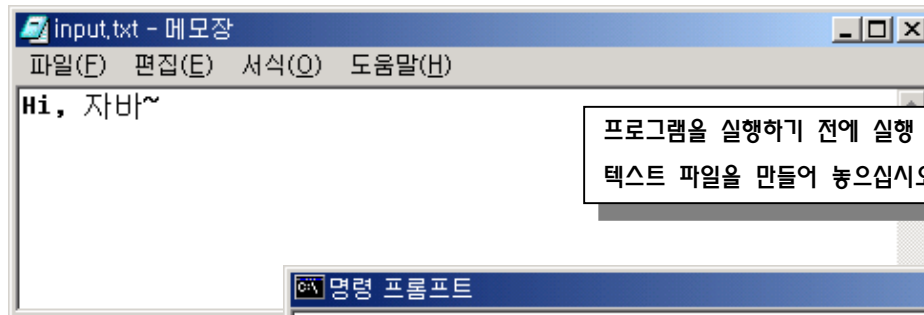 input.txt - 메모장
파일(F) 편집(E) 서식(O) 도움말(H)
Hi, 자바~
프로그램을 실행하기 전에 실행
텍스트 파일을 만들어 놓으십시오
명령 프롬프트